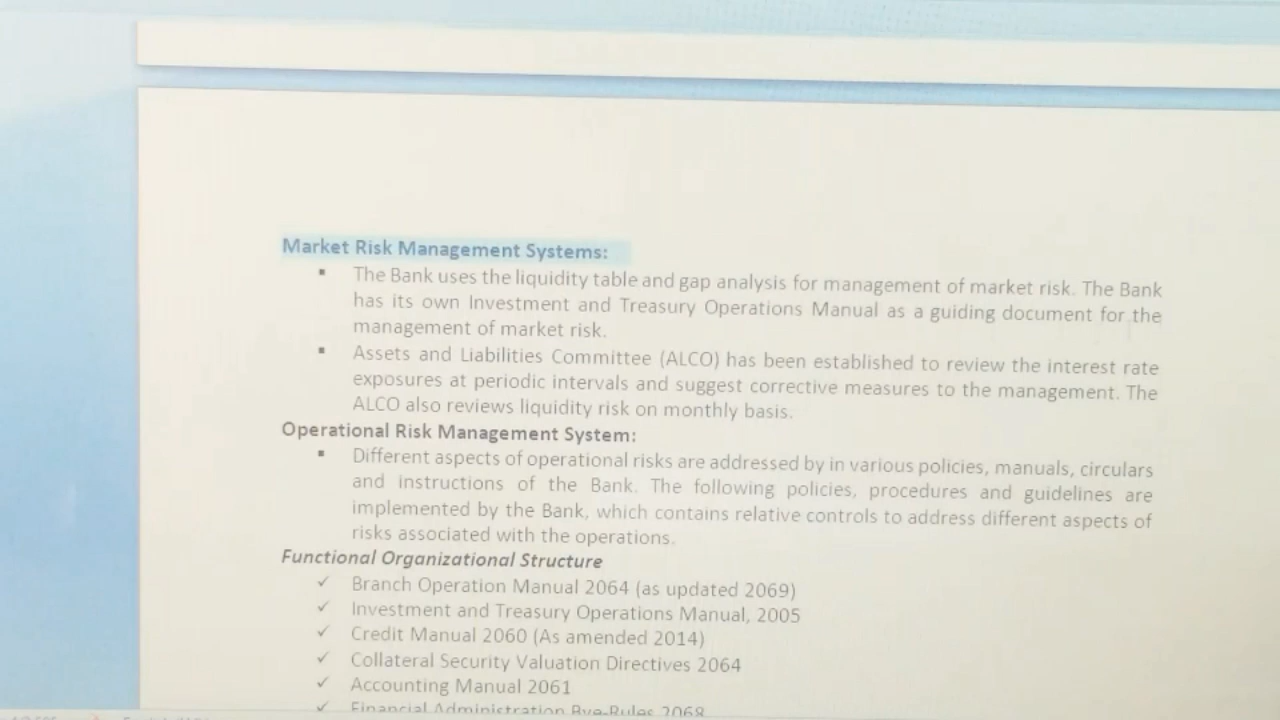 Market Risk Management Systems:
▪ The Bank uses the liquidity table and gap analysis for management of market risk. The Bank
has its own Investment and Treasury Operations Manual as a guiding document for the
management of market risk.
▪ Assets and Liabilities Committee (ALCO) has been established to review the interest rate
exposures at periodic intervals and suggest corrective measures to the management. The
ALCO also reviews liquidity risk on monthly basis.
Operational Risk Management System:
▪ Different aspects of operational risks are addressed by in various policies, manuals, circulars
and instructions of the Bank. The following policies, procedures and guidelines are
implemented by the Bank, which contains relative controls to address different aspects of
risks associated with the operations.
Functional Organizational Structure
✓ Branch Operation Manual 2064 (as updated 2069)
✓ Investment and Treasury Operations Manual, 2005
✓ Credit Manual 2060 (As amended 2014)
✓ Collateral Security Valuation Directives 2064
✓ Accounting Manual 2061
✓ Financial Administration Bye-Rules 2068